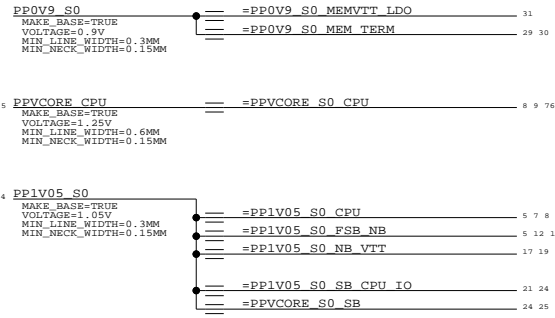 PP0V9_S0
=PP0V9_S0_MEMVTT_LDO 31
MAKE_BASE=TRUE
VOLTAGE=0.9V
MIN_LINE_WIDTH=0.3MM
MIN_NECK_WIDTH=0.15MM
=PP0V9_S0_MEM_TERM 29 30
5 PPVCORE_CPU
=PPVCORE_S0_CPU 8 9 76
MAKE_BASE=TRUE
VOLTAGE=1.25V
MIN_LINE_WIDTH=0.6MM
MIN_NECK_WIDTH=0.15MM
4 PP1V05_S0
MAKE_BASE=TRUE
VOLTAGE=1.05V
MIN_LINE_WIDTH=0.3MM
MIN_NECK_WIDTH=0.15MM
=PP1V05_S0_CPU 5 7 8
=PP1V05_S0_FSB_NB 5 12 1
=PP1V05_S0_NB_VTT 17 19
=PP1V05_S0_SB_CPU_IO 21 24
=PPVCORE_S0_SB 24 25